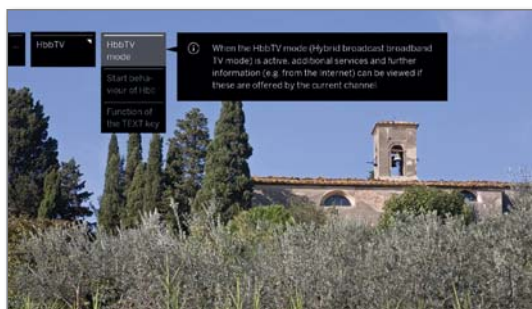 HbbTV
HbbTV
mode
Start beha-
viour of Hbb
Function of
the TEXT key
When the HbbTV mode (Hybrid broadcast broadband
TV mode) is active, additional services and further
information (e.g. from the Internet) can be viewed if
these are offered by the current channel